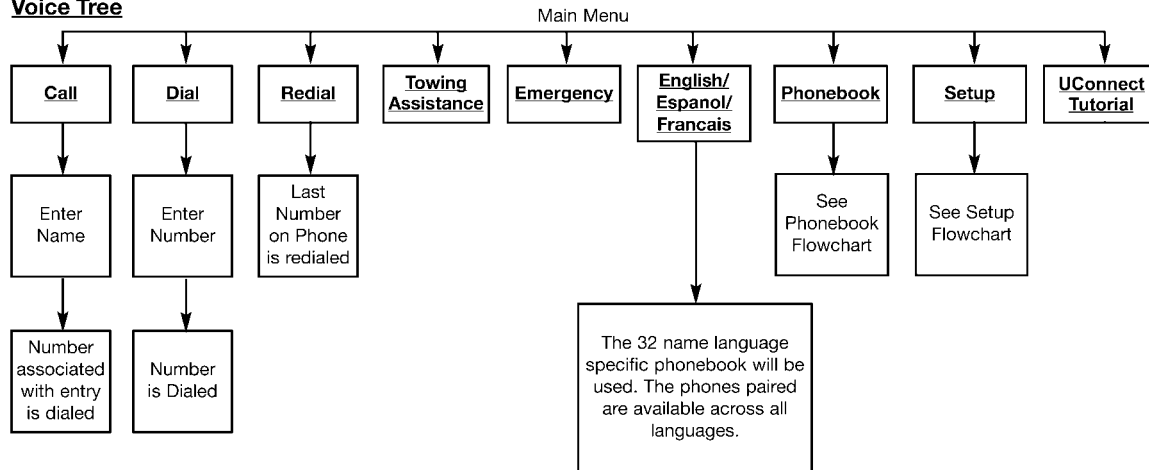 Voice Tree
Main Menu
Call
Dial
Redial
Towing
Assistance
Emergency
English/
Espanol/
Francais
Phonebook
Setup
UConnect
Tutorial
Enter
Name
Enter
Number
Last
Number
on Phone
is redialed
See
Phonebook
Flowchart
See Setup
Flowchart
Number
associated
with entry
is dialed
Number
is Dialed
The 32 name language
specific phonebook will be
used. The phones paired
are available across all
languages.